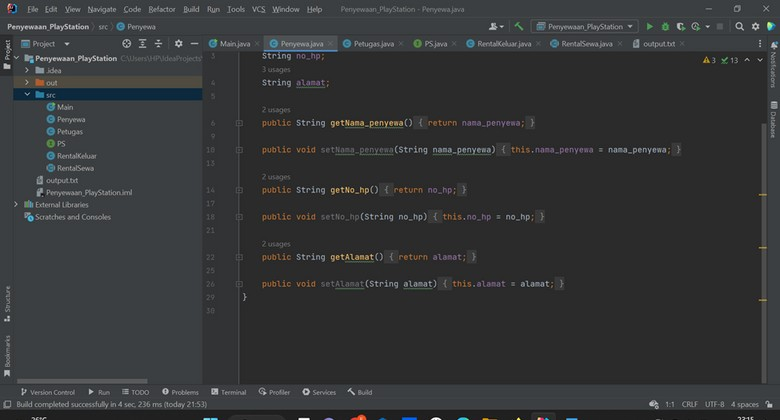 File Edit View Navigate Code Refactor Build Run Tools VCS Window Help Penyewaan_PlayStation - Penyewa.java
Penyewaan_PlayStation src Penyewa
Penyewaan_PlayStation
Project
Main.java Penyewa.java Petugas.java PS.java RentalKeluar.java RentalSewa.java output.txt
Penyewaan_PlayStation C:\Users\HP\IdeaProjects\
.idea
out
src
Main
Penyewa
Petugas
PS
RentalKeluar
RentalSewa
output.txt
Penyewaan_PlayStation.iml
External Libraries
Scratches and Consoles
3 String no_hp;
3 usages
4 String alamat;
5
2 usages
6 public String getNama_penyewa() { return nama_penyewa; }
9
10 public void setNama_penyewa(String nama_penyewa) { this.nama_penyewa = nama_penyewa; }
13
2 usages
14 public String getNo_hp() { return no_hp; }
17
18 public void setNo_hp(String no_hp) { this.no_hp = no_hp; }
21
2 usages
22 public String getAlamat() { return alamat; }
25
26 public void setAlamat(String alamat) { this.alamat = alamat; }
29 }
30
3 13
Project
Structure
Bookmarks
Notifications
Database
Version Control Run TODO Problems Terminal Profiler Services Build
Build completed successfully in 4 sec, 236 ms (today 21:53) 1:1 CRLF UTF-8 4 spaces